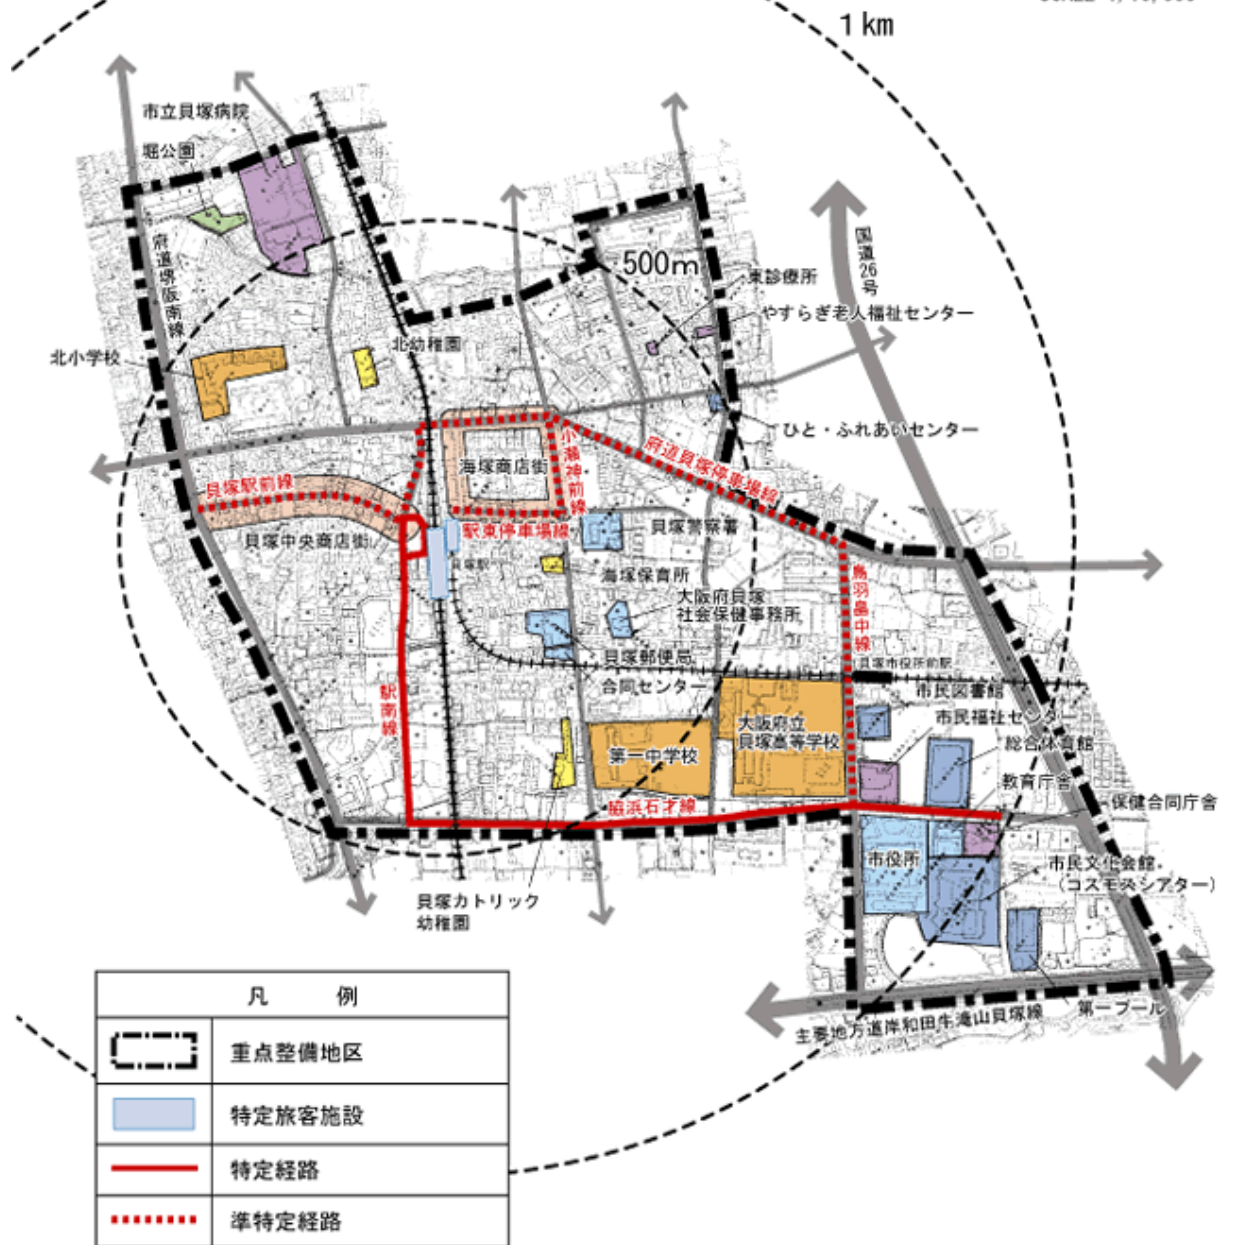 1km
市立貝塚病院
堀公園
府道堺阪南線
500m
国道26号
東診療所
やすらぎ老人福祉センター
北小学校
北幼稚園
ひと・ふれあいセンター
小瀬神前線
海塚商店街
府道貝塚停車場線
貝塚駅前線
貝塚中央商店街
駅東停車場線
貝塚警察署
貝塚駅
海塚保育所
大阪府貝塚
社会保健事務所
鳥羽畠中線
貝塚郵便局
貝塚市役所前駅
合同センター
市民図書館
駅南線
市民福祉センター
大阪府立
貝塚高等学校
第一中学校
総合体育館
教育庁舎
保健合同庁舎
脇浜石才線
市役所
市民文化会館
(コスモスシアター)
貝塚カトリック
幼稚園
第一プール
主要地方道岸和田牛滝山貝塚線
凡 例
重点整備地区
特定旅客施設
特定経路
準特定経路